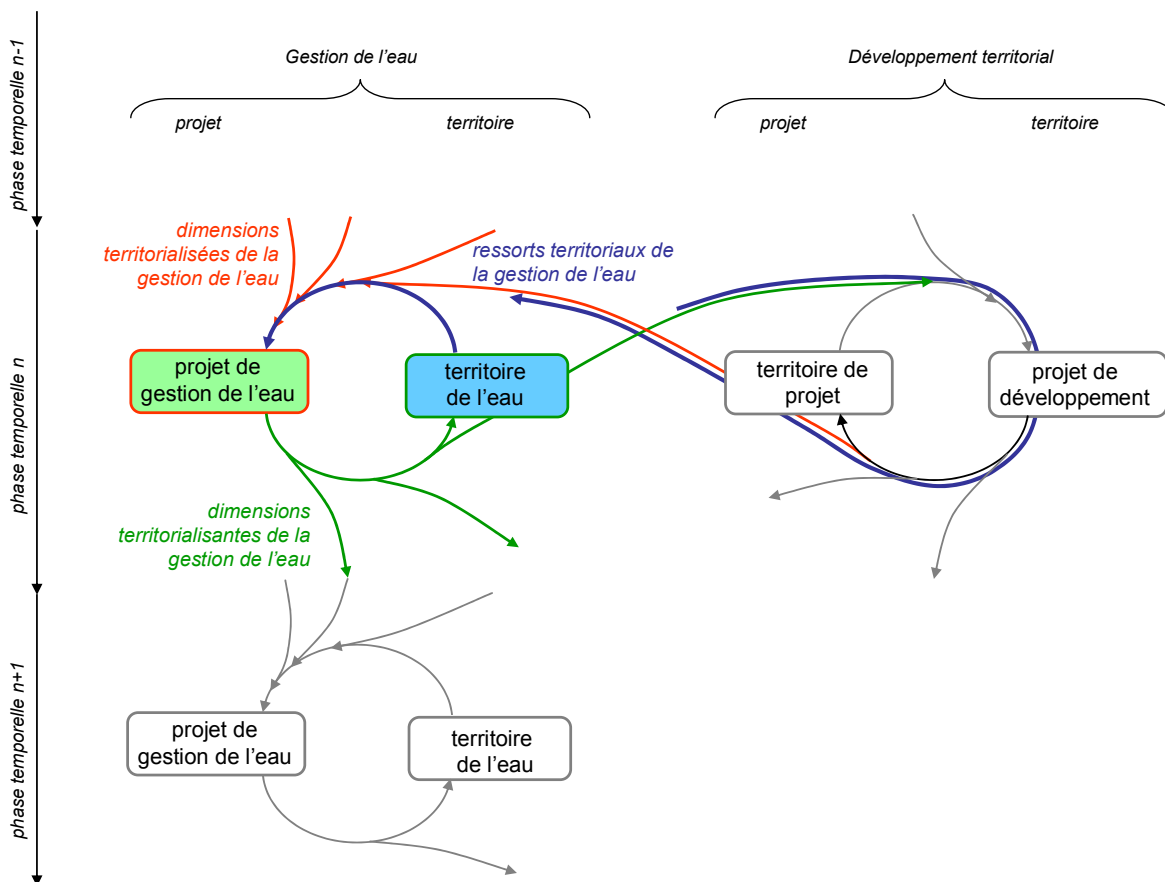 phase temporelle n-1
Gestion de l'eau
Développement territorial
projet
territoire
projet
territoire
phase temporelle n
dimensions
territorialisées de la
gestion de l'eau
ressorts territoriaux de
la gestion de l'eau
projet de
gestion de l'eau
territoire
de l'eau
territoire de
projet
projet de
développement
dimensions
territorialisantes de la
gestion de l'eau
phase temporelle n+1
projet de
gestion de l'eau
territoire
de l'eau